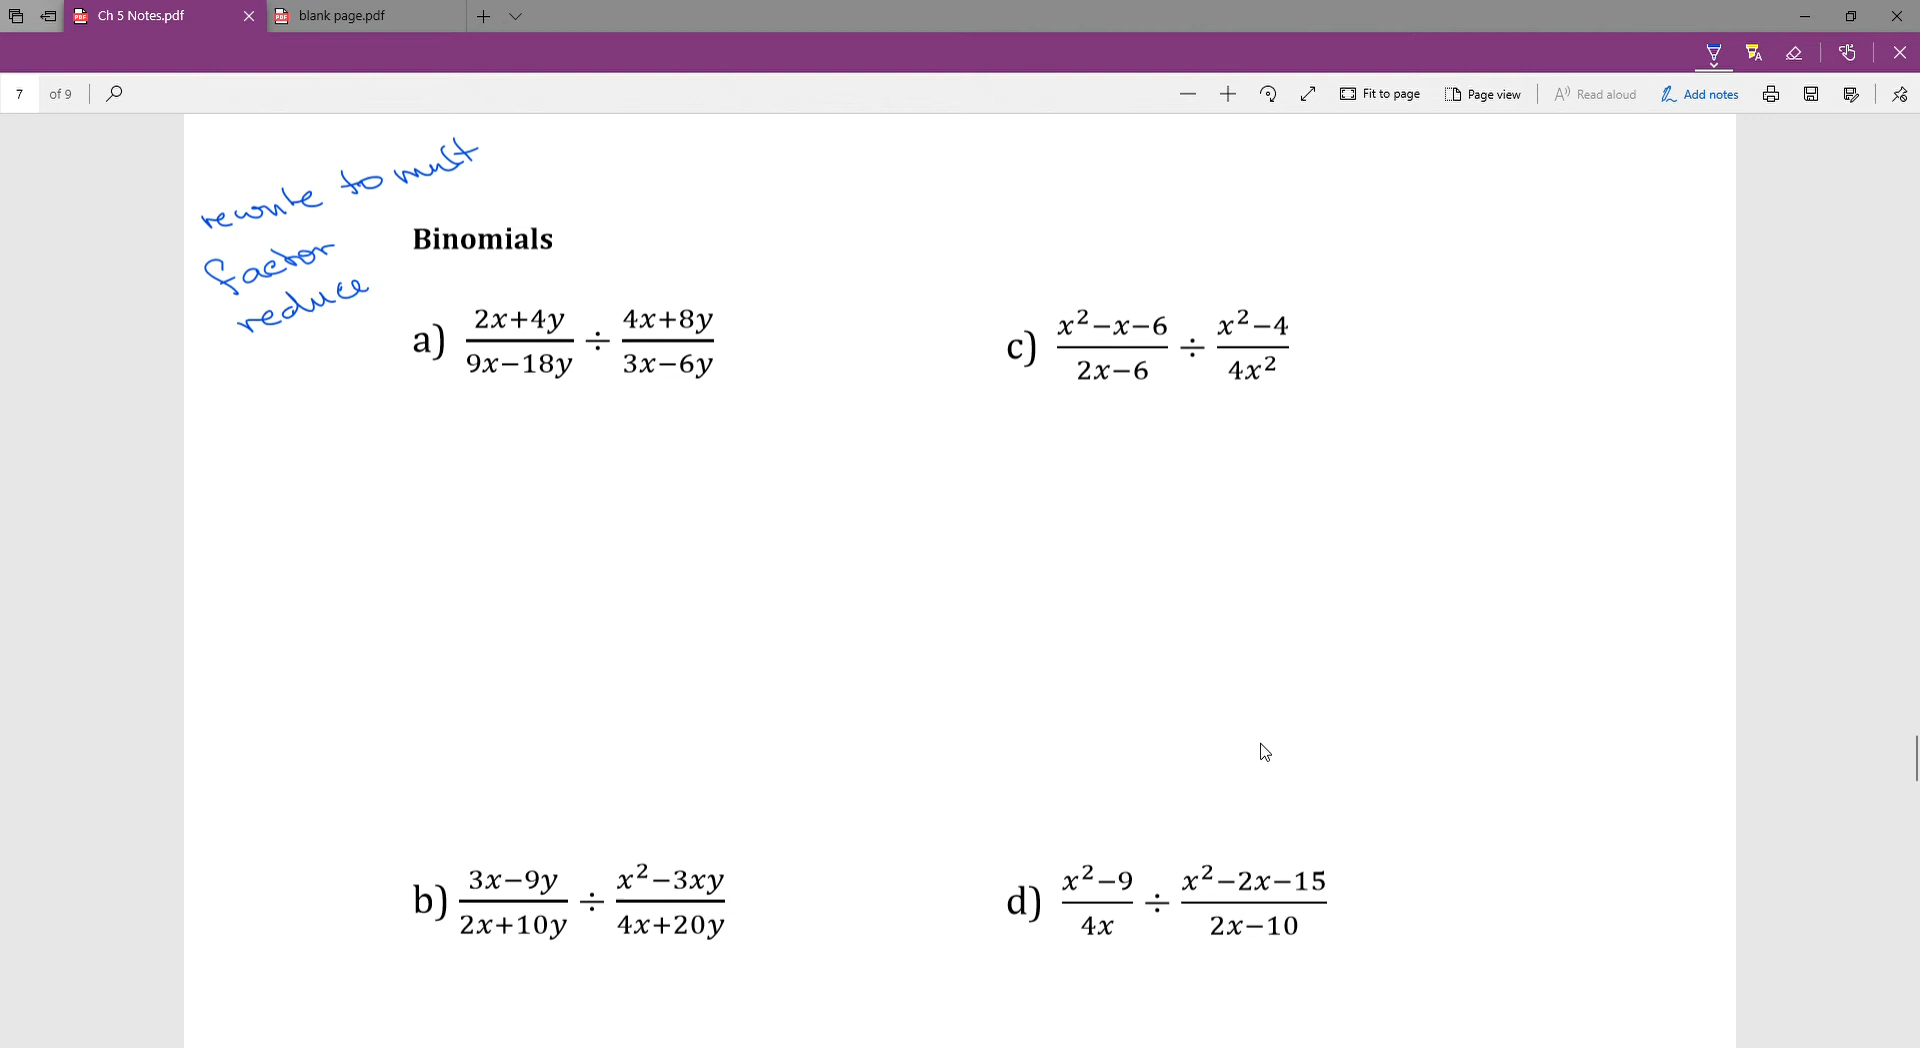 Ch 5 Notes.pdf
blank page.pdf
7 of 9
Fit to page
Page view
Read aloud
Add notes
rewrite to mult
factor
reduce
Binomials
a) (2x+4y)/(9x−18y) ÷ (4x+8y)/(3x−6y)
c) (x²−x−6)/(2x−6) ÷ (x²−4)/(4x²)
b) (3x−9y)/(2x+10y) ÷ (x²−3xy)/(4x+20y)
d) (x²−9)/(4x) ÷ (x²−2x−15)/(2x−10)